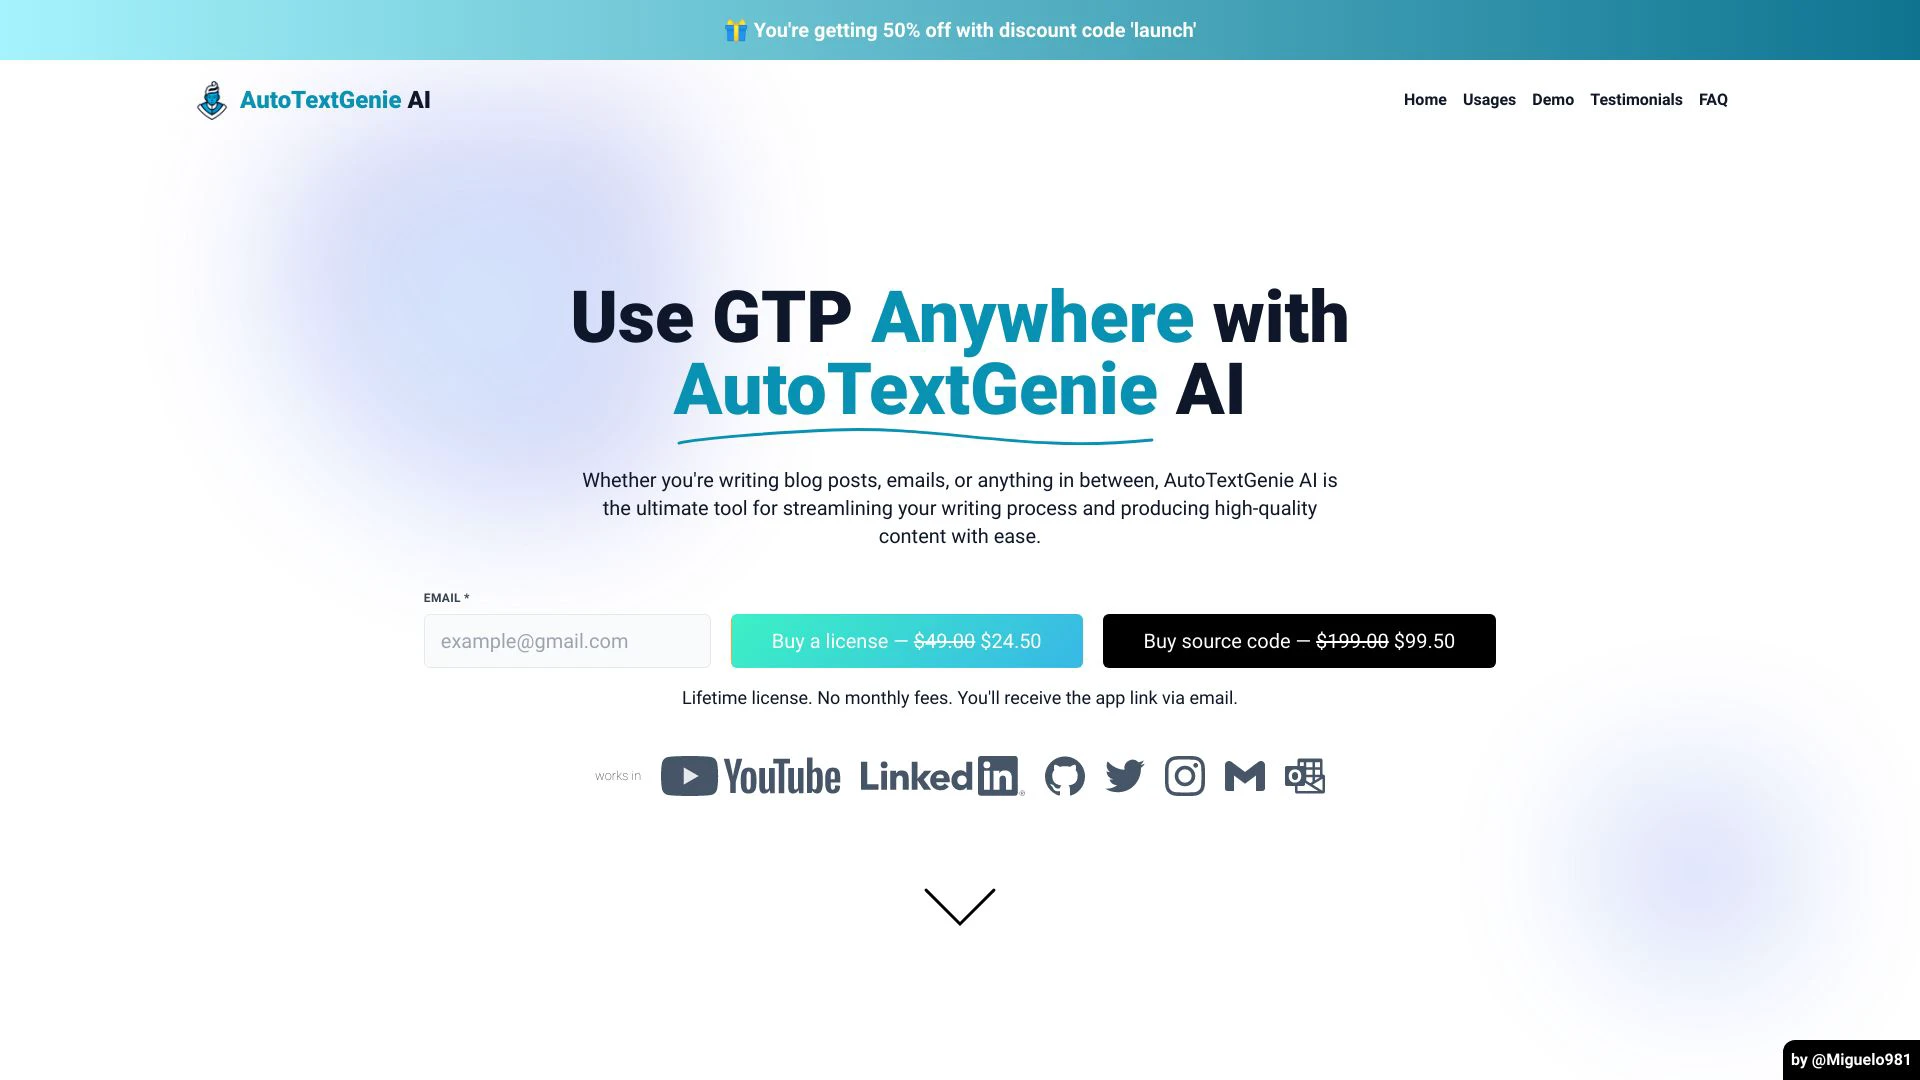 🎁 You're getting 50% off with discount code 'launch'
AutoTextGenie AI
Home Usages Demo Testimonials FAQ
Use GTP Anywhere with
AutoTextGenie AI
Whether you're writing blog posts, emails, or anything in between, AutoTextGenie AI is
the ultimate tool for streamlining your writing process and producing high-quality
content with ease.
EMAIL *
example@gmail.com
Buy a license — $49.00 $24.50
Buy source code — $199.00 $99.50
Lifetime license. No monthly fees. You'll receive the app link via email.
works in YouTube Linked in
by @Miguelo981